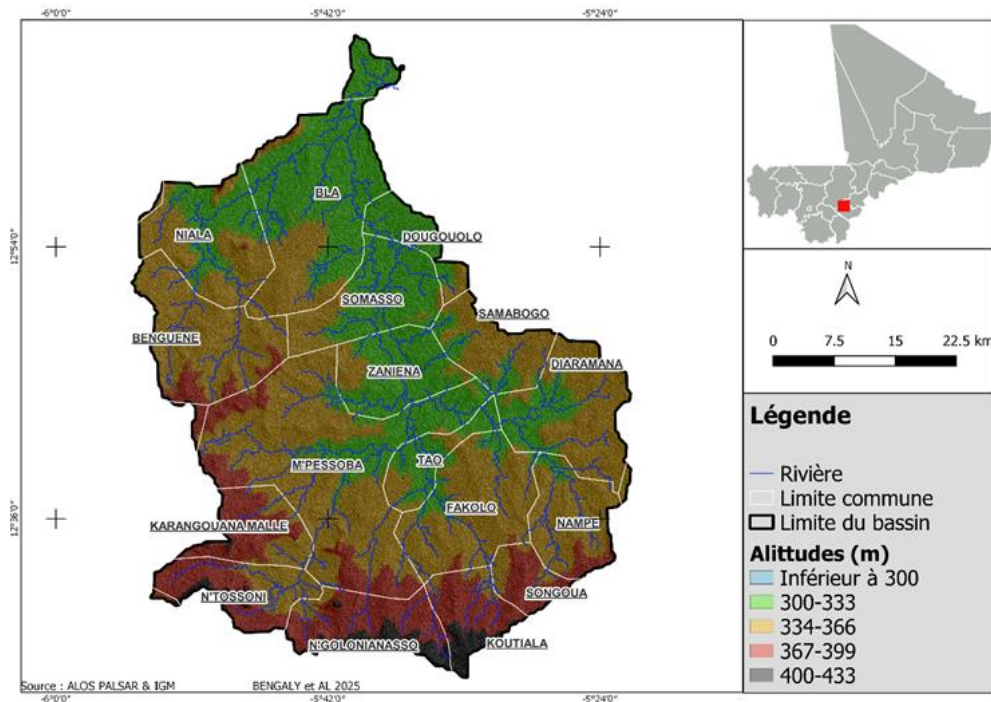 -6°0'0"
-5°42'0"
-5°24'0"
12°54'0"
12°36'0"
BLA
NIALA
DOUGOUOLO
SOMASSO
SAMABOGO
BENGUENE
DIARAMANA
ZANIENA
M'PESSOBA
TAO
FAKOLO
KARANGOUANA MALLE
NAMPE
N'TOSSONI
SONGOUA
N'GOLONIANASSO
KOUTIALA
Source : ALOS PALSAR & IGM
BENGALY et AL 2025
-6°0'0"
-5°42'0"
-5°24'0"
N
0 7.5 15 22.5 km
Légende
Rivière
Limite commune
Limite du bassin
Alltitudes (m)
Inférieur à 300
300-333
334-366
367-399
400-433